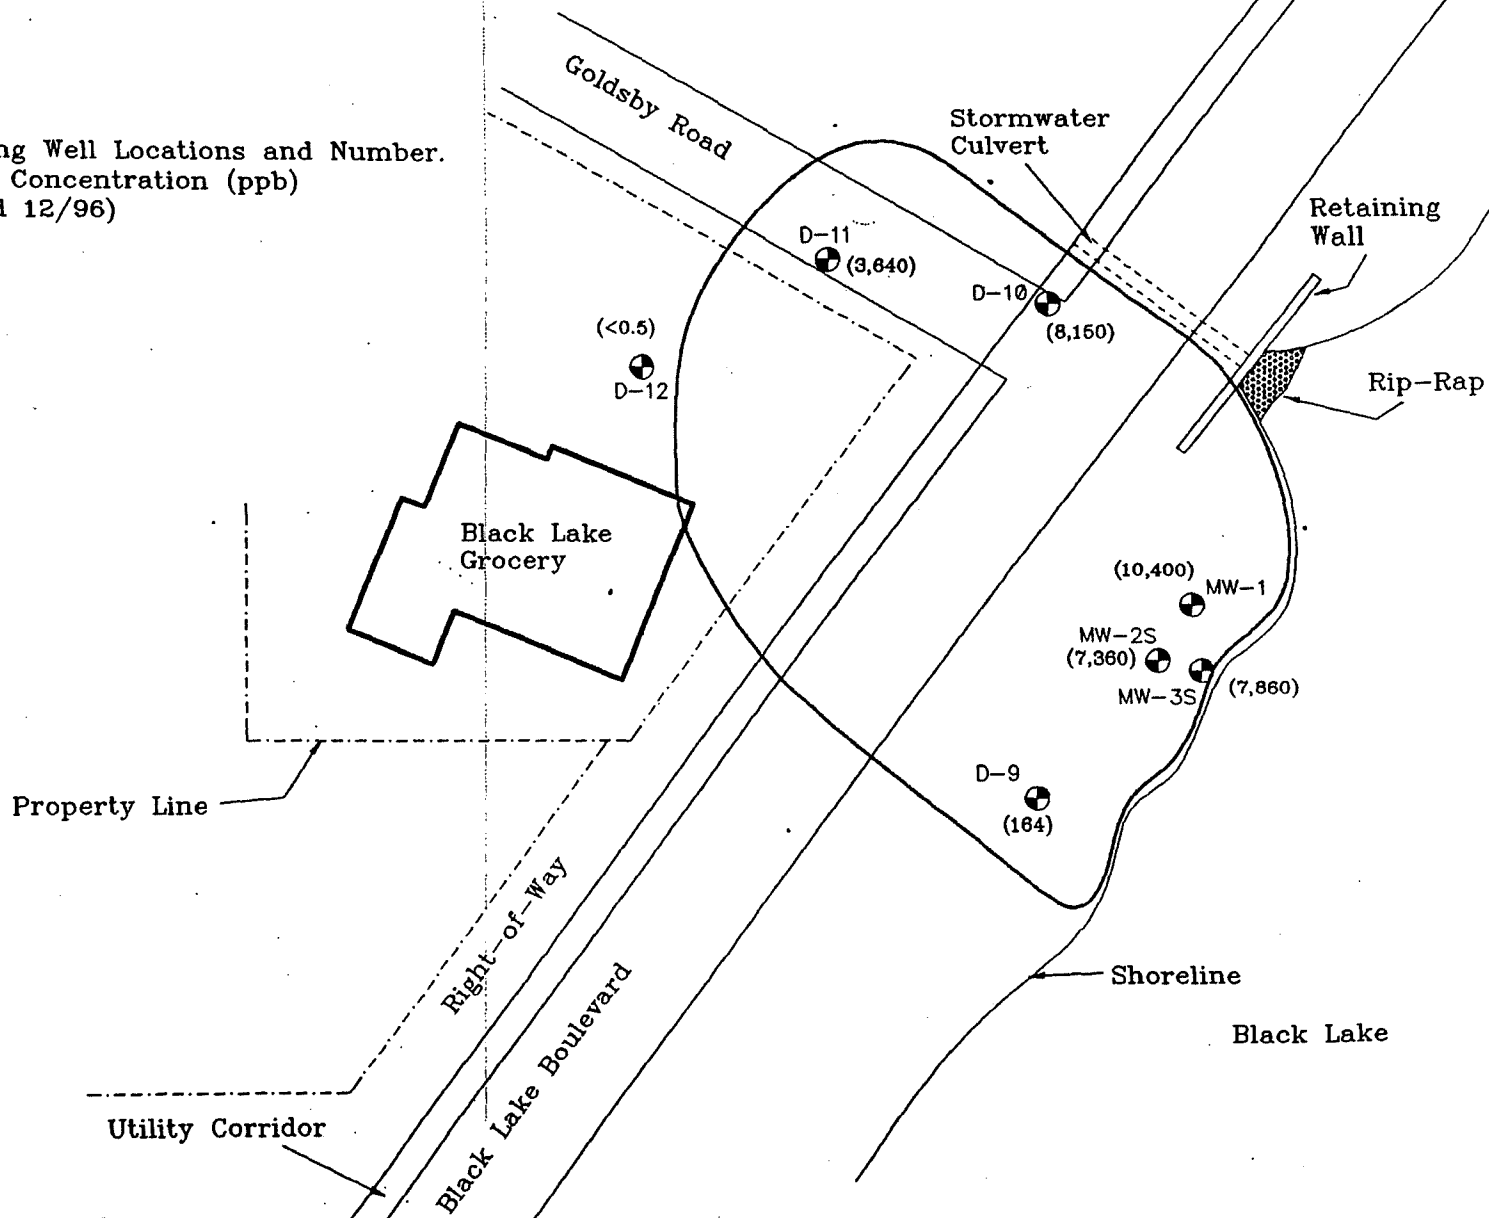 Goldsby Road
Stormwater
Culvert
ng Well Locations and Number.
Concentration (ppb)
12/96)
Retaining
Wall
D-11
(3,640)
D-10
(8,150)
(<0.5)
D-12
Rip-Rap
Black Lake
Grocery
(10,400)
MW-1
MW-2S
(7,360)
MW-3S
(7,860)
D-9
(164)
Property Line
Right-of-Way
Shoreline
Black Lake
Black Lake Boulevard
Utility Corridor